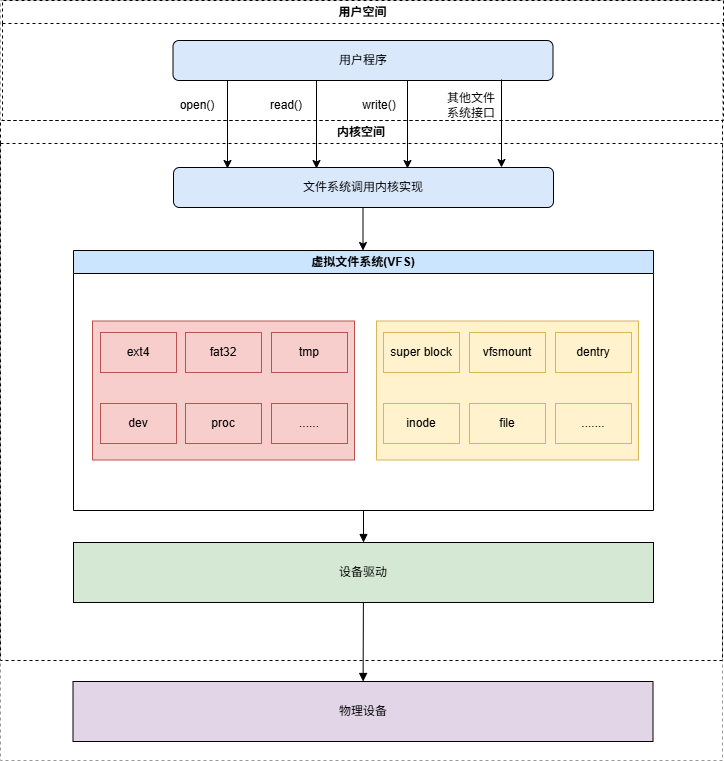 用户空间
用户程序
open()
read()
write()
其他文件
系统接口
内核空间
文件系统调用内核实现
虚拟文件系统(VFS)
ext4
fat32
tmp
super block
vfsmount
dentry
dev
proc
......
inode
file
.......
设备驱动
物理设备